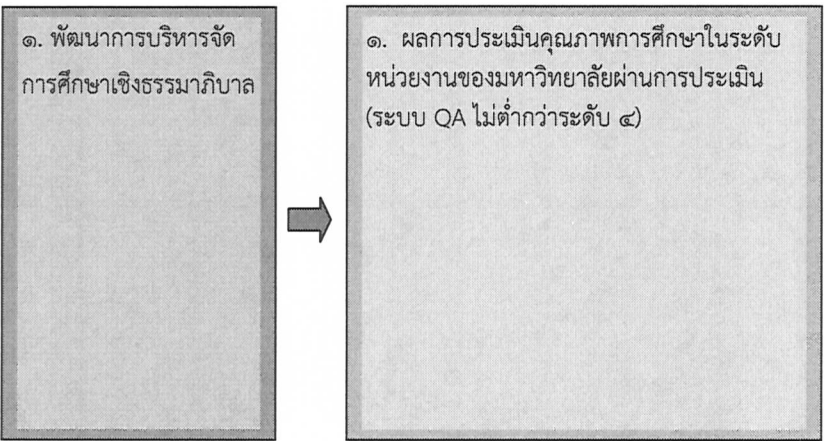 ๑. พัฒนาการบริหารจัด
การศึกษาเชิงธรรมาภิบาล
๑. ผลการประเมินคุณภาพการศึกษาในระดับ
หน่วยงานของมหาวิทยาลัยผ่านการประเมิน
(ระบบ QA ไม่ต่ำกว่าระดับ ๔)